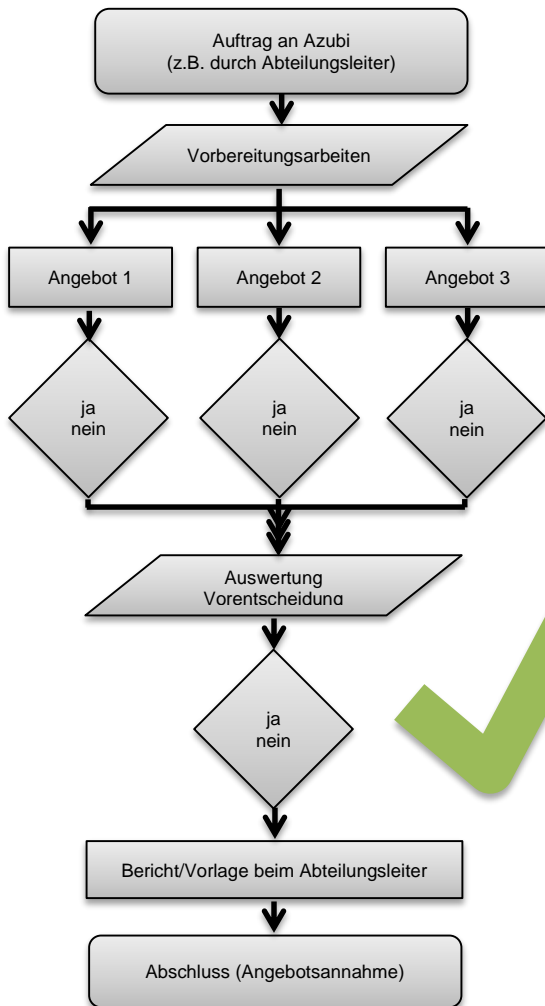 Auftrag an Azubi
(z.B. durch Abteilungsleiter)
Vorbereitungsarbeiten
Angebot 1
Angebot 2
Angebot 3
ja
nein
ja
nein
ja
nein
Auswertung
Vorentscheidung
ja
nein
Bericht/Vorlage beim Abteilungsleiter
Abschluss (Angebotsannahme)